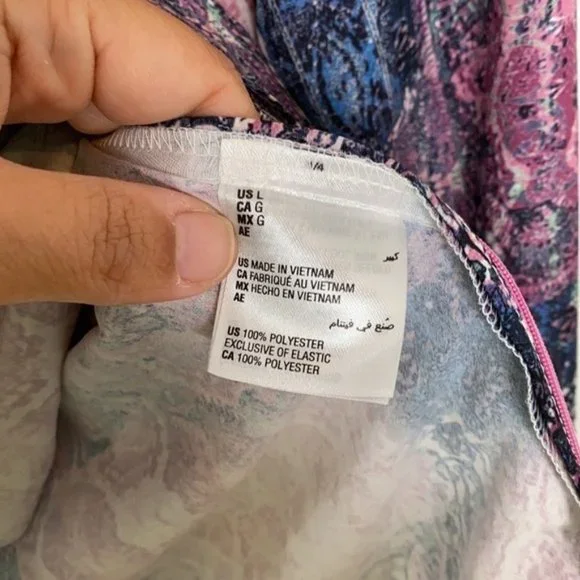 1/4
US L
CA G
MX G
AE
كبير
US MADE IN VIETNAM
CA FABRIQUÉ AU VIETNAM
MX HECHO EN VIETNAM
AE
صنع في فيتنام
US 100% POLYESTER
EXCLUSIVE OF ELASTIC
CA 100% POLYESTER